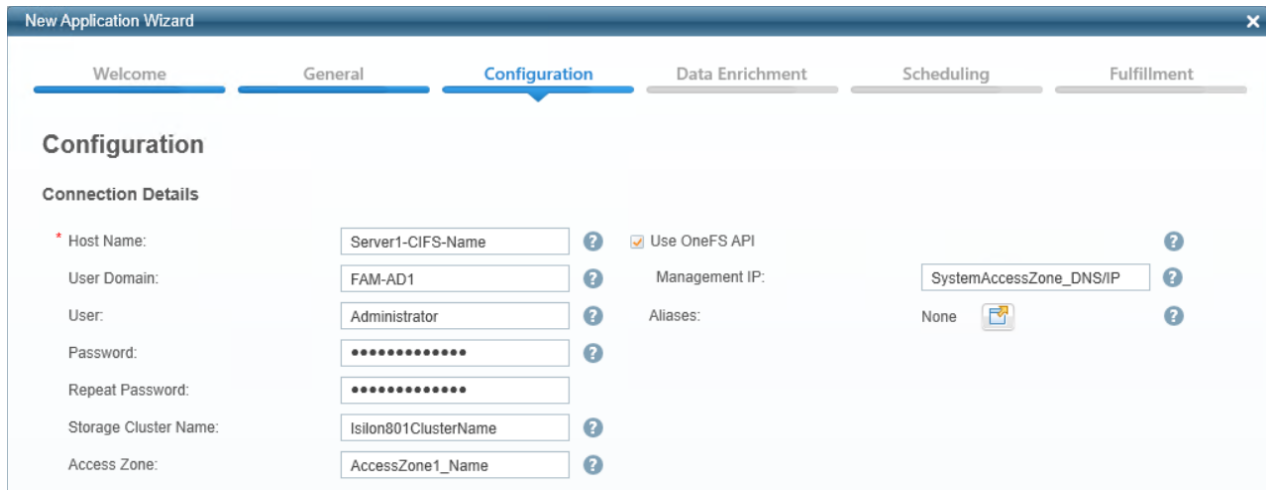 New Application Wizard
Welcome General Configuration Data Enrichment Scheduling Fulfillment
Configuration
Connection Details
* Host Name: Server1-CIFS-Name ? Use OneFS API ?
User Domain: FAM-AD1 ? Management IP: SystemAccessZone_DNS/IP ?
User: Administrator ? Aliases: None ?
Password: ••••••••••••• ?
Repeat Password: •••••••••••••
Storage Cluster Name: Isilon801ClusterName ?
Access Zone: AccessZone1_Name ?